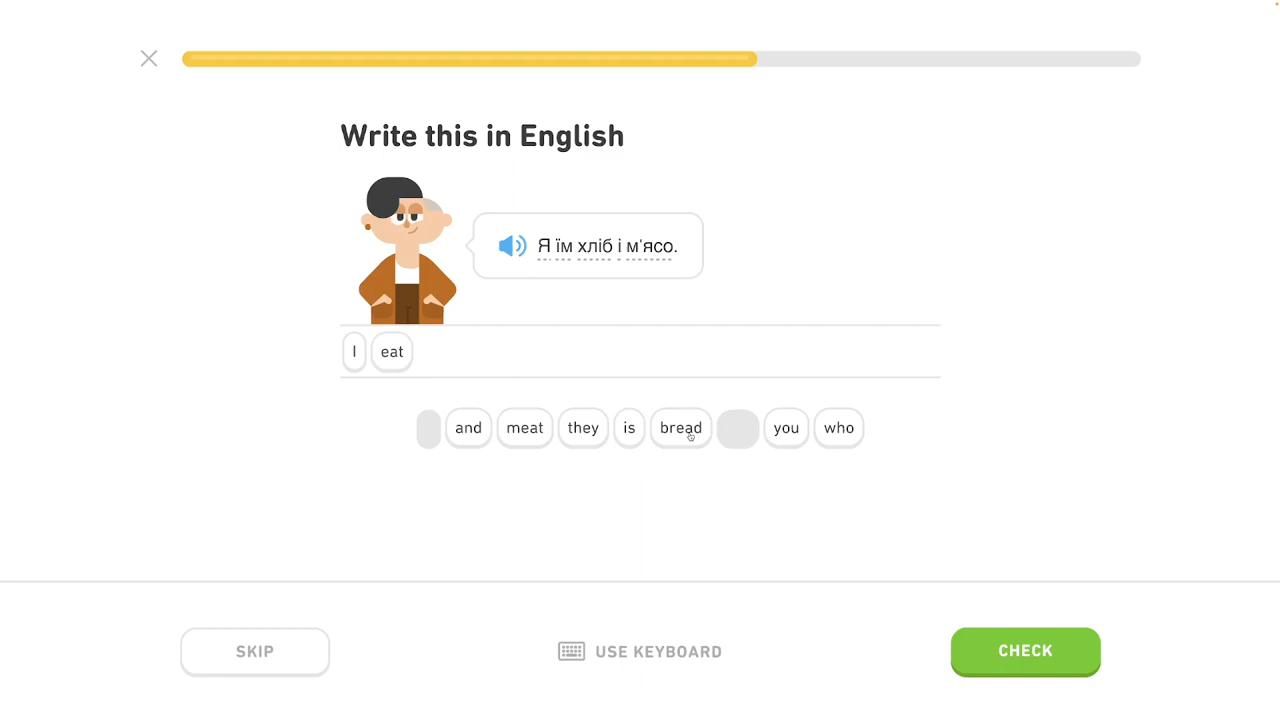 Write this in English
Я їм хліб і м'ясо.
I eat
and meat they is bread you who
SKIP USE KEYBOARD CHECK